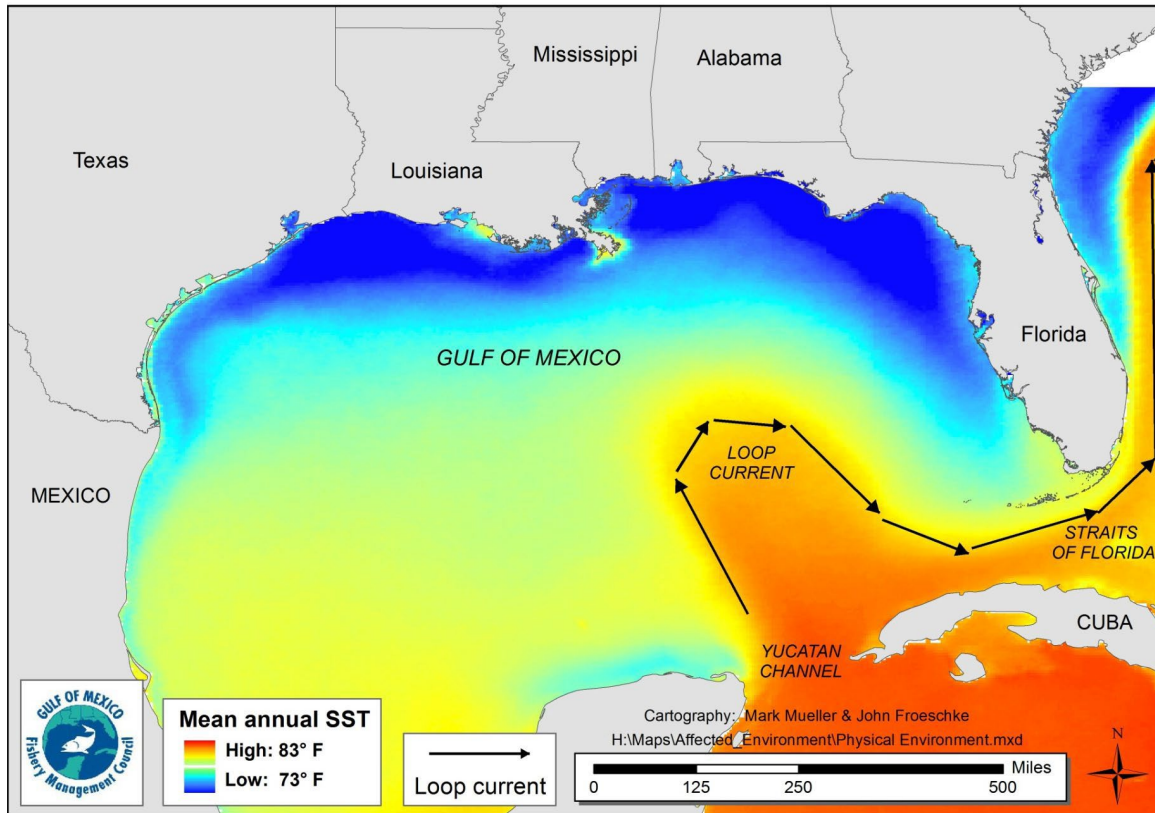 Mississippi
Alabama
Texas
Louisiana
Florida
GULF OF MEXICO
LOOP
CURRENT
MEXICO
STRAITS
OF FLORIDA
CUBA
YUCATAN
CHANNEL
GULF OF MEXICO
Fishery Management Council
Mean annual SST
High: 83° F
Low: 73° F
Loop current
Cartography: Mark Mueller & John Froeschke
H:\Maps\Affected_Environment\Physical Environment.mxd
Miles
0 125 250 500
N